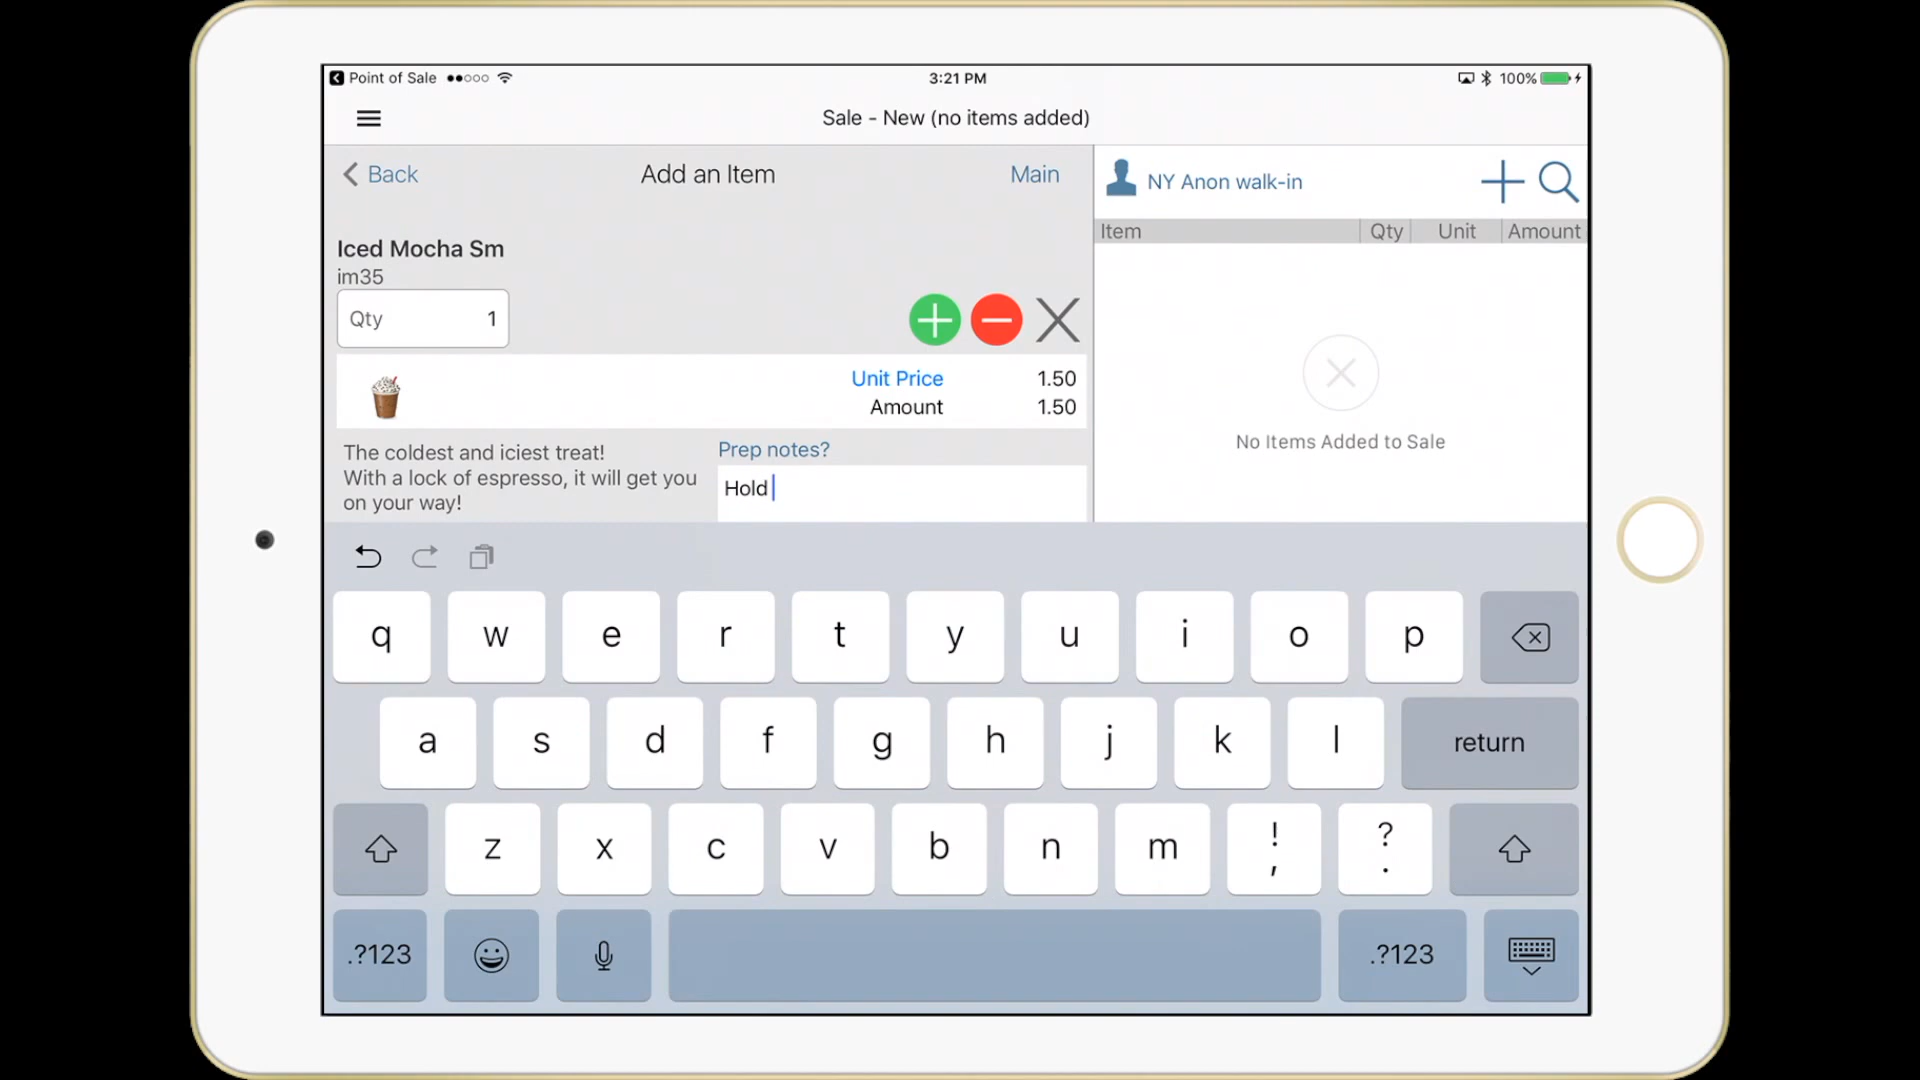 Point of Sale
3:21 PM
100%
Sale - New (no items added)
Back
Add an Item
Main
NY Anon walk-in
Item Qty Unit Amount
Iced Mocha Sm
im35
Qty 1
Unit Price 1.50
Amount 1.50
The coldest and iciest treat!
With a lock of espresso, it will get you
on your way!
Prep notes?
Hold
No Items Added to Sale
q w e r t y u i o p
a s d f g h j k l return
z x c v b n m ! , ? .
.?123 .?123